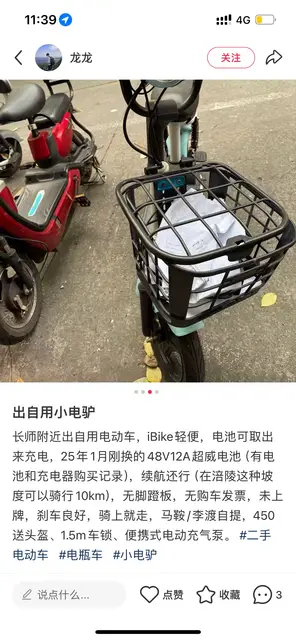 11:39
4G
龙龙
关注
出自用小电驴
长师附近出自用电动车，iBike轻便，电池可取出
来充电，25年1月刚换的48V12A超威电池（有电
池和充电器购买记录），续航还行（在涪陵这种坡
度可以骑行10km），无脚蹬板，无购车发票，未上
牌，刹车良好，骑上就走，马鞍/李渡自提，450
送头盔、1.5m车锁、便携式电动充气泵。 #二手
电动车 #电瓶车 #小电驴
说点什么...
点赞
收藏
3